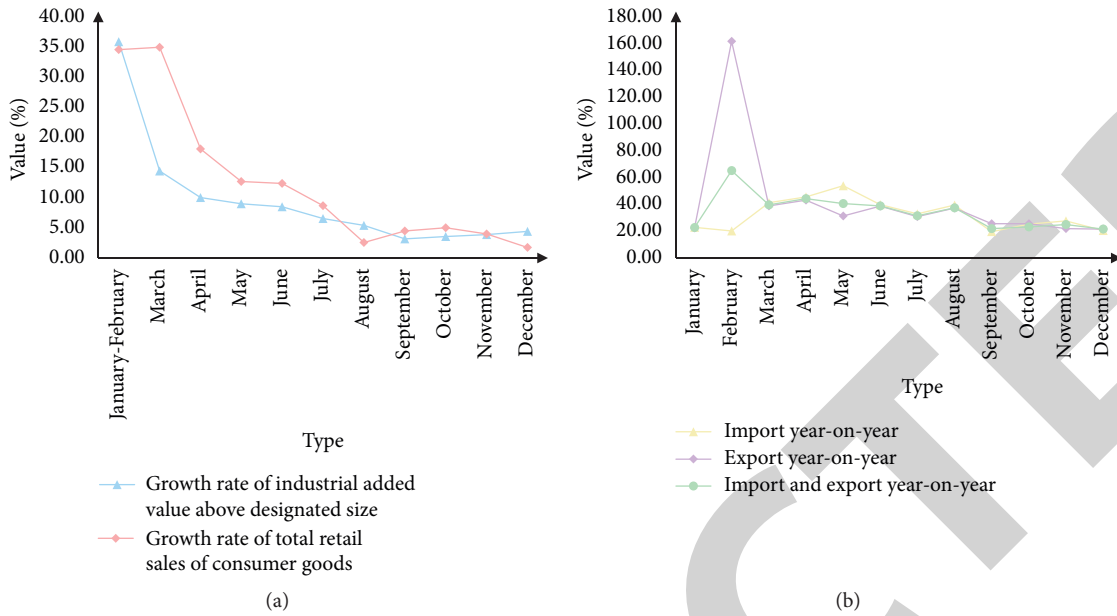 40.00
35.00
30.00
25.00
20.00
15.00
10.00
5.00
0.00
Value (%)
January-February
March
April
May
June
July
August
September
October
November
December
Type
Growth rate of industrial added
value above designated size
Growth rate of total retail
sales of consumer goods
(a)
180.00
160.00
140.00
120.00
100.00
80.00
60.00
40.00
20.00
0.00
Value (%)
January
February
March
April
May
June
July
August
September
October
November
December
Type
Import year-on-year
Export year-on-year
Import and export year-on-year
(b)